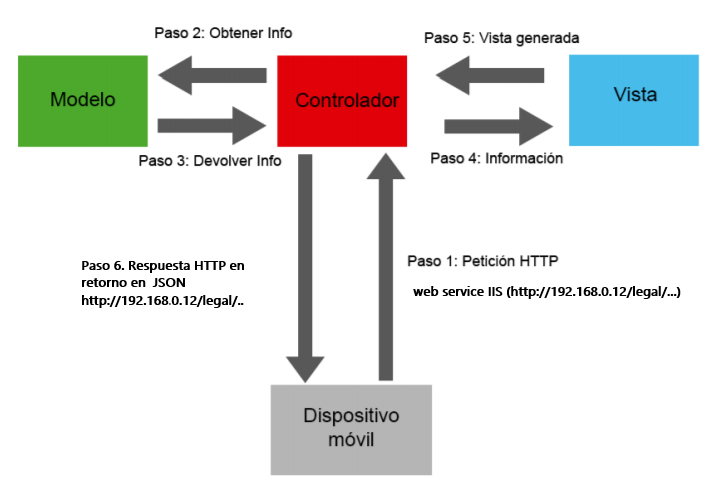 Paso 2: Obtener Info
Paso 5: Vista generada
Modelo
Controlador
Vista
Paso 3: Devolver Info
Paso 4: Información
Paso 6. Respuesta HTTP en
retorno en JSON
http://192.168.0.12/legal/..
Paso 1: Petición HTTP
web service IIS (http://192.168.0.12/legal/...)
Dispositivo
móvil